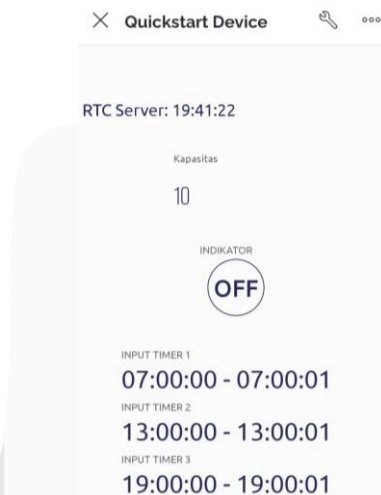 Quickstart Device
RTC Server: 19:41:22
Kapasitas
10
INDIKATOR
OFF
INPUT TIMER 1
07:00:00 - 07:00:01
INPUT TIMER 2
13:00:00 - 13:00:01
INPUT TIMER 3
19:00:00 - 19:00:01